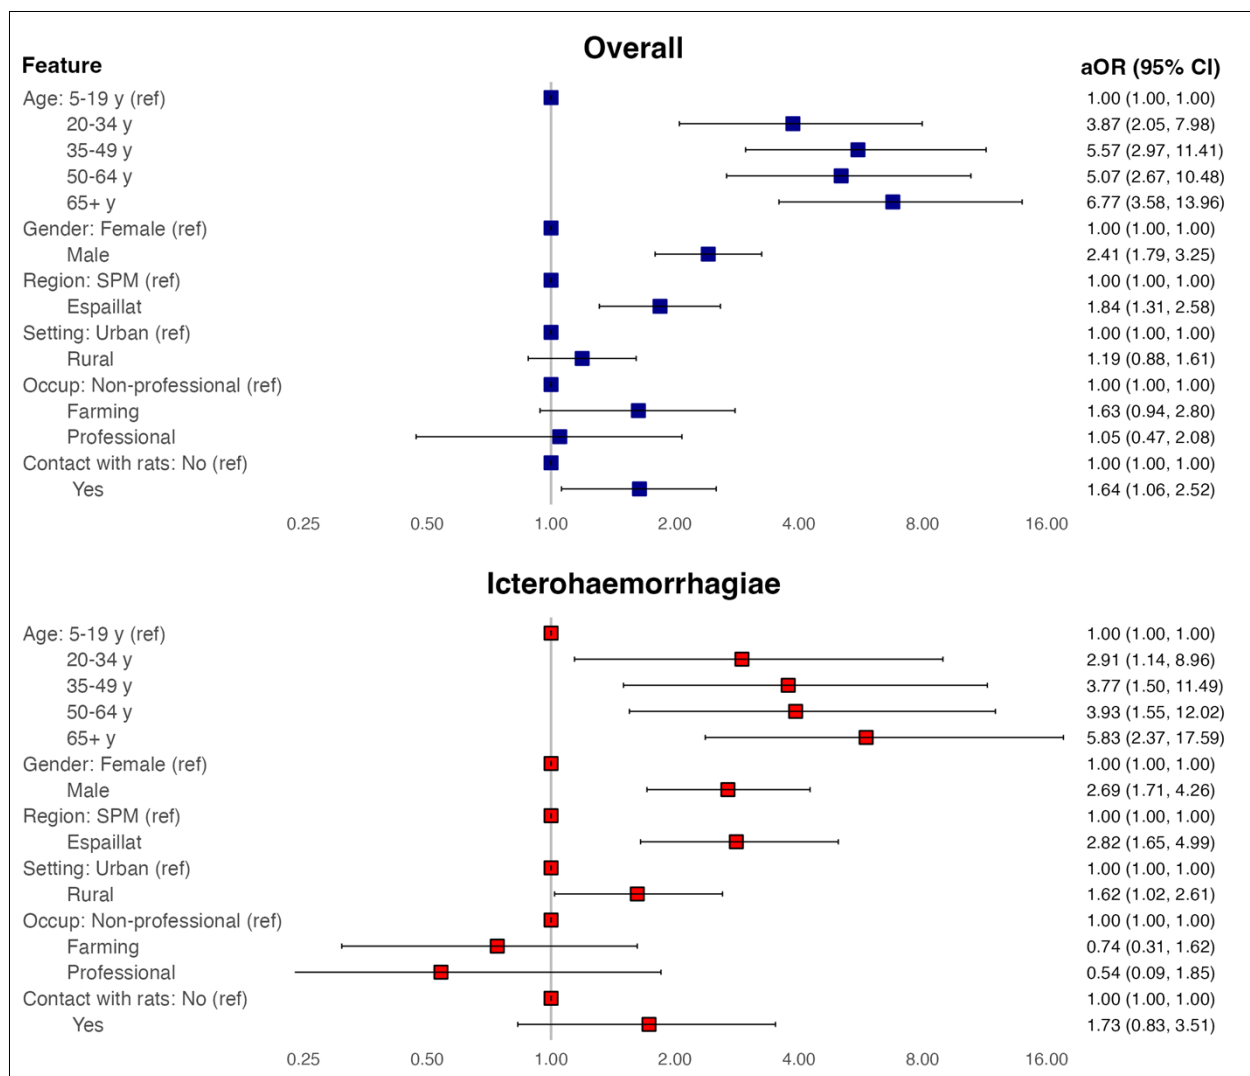 Overall
Feature aOR (95% CI)
Age: 5-19 y (ref) 1.00 (1.00, 1.00)
20-34 y 3.87 (2.05, 7.98)
35-49 y 5.57 (2.97, 11.41)
50-64 y 5.07 (2.67, 10.48)
65+ y 6.77 (3.58, 13.96)
Gender: Female (ref) 1.00 (1.00, 1.00)
Male 2.41 (1.79, 3.25)
Region: SPM (ref) 1.00 (1.00, 1.00)
Espaillat 1.84 (1.31, 2.58)
Setting: Urban (ref) 1.00 (1.00, 1.00)
Rural 1.19 (0.88, 1.61)
Occup: Non-professional (ref) 1.00 (1.00, 1.00)
Farming 1.63 (0.94, 2.80)
Professional 1.05 (0.47, 2.08)
Contact with rats: No (ref) 1.00 (1.00, 1.00)
Yes 1.64 (1.06, 2.52)
0.25 0.50 1.00 2.00 4.00 8.00 16.00
Icterohaemorrhagiae
Age: 5-19 y (ref) 1.00 (1.00, 1.00)
20-34 y 2.91 (1.14, 8.96)
35-49 y 3.77 (1.50, 11.49)
50-64 y 3.93 (1.55, 12.02)
65+ y 5.83 (2.37, 17.59)
Gender: Female (ref) 1.00 (1.00, 1.00)
Male 2.69 (1.71, 4.26)
Region: SPM (ref) 1.00 (1.00, 1.00)
Espaillat 2.82 (1.65, 4.99)
Setting: Urban (ref) 1.00 (1.00, 1.00)
Rural 1.62 (1.02, 2.61)
Occup: Non-professional (ref) 1.00 (1.00, 1.00)
Farming 0.74 (0.31, 1.62)
Professional 0.54 (0.09, 1.85)
Contact with rats: No (ref) 1.00 (1.00, 1.00)
Yes 1.73 (0.83, 3.51)
0.25 0.50 1.00 2.00 4.00 8.00 16.00